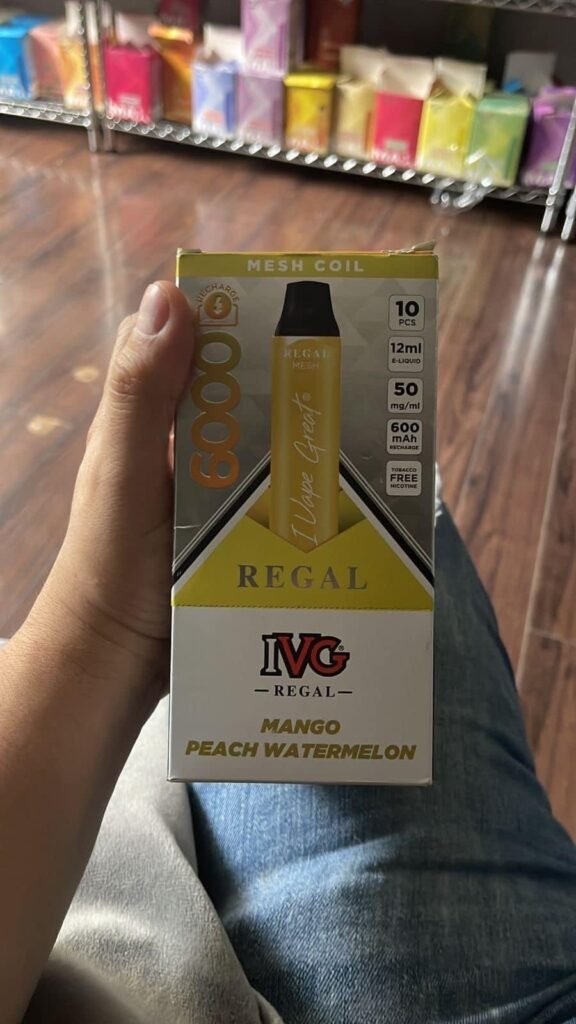 MESH COIL
RECHARGE
6000
10
PCS
12ml
E-LIQUID
50
mg/ml
600
mAh
RECHARGE
TOBACCO
FREE
NICOTINE
REGAL
MESH
I Vape Great®
REGAL
IVG®
— REGAL —
MANGO
PEACH WATERMELON